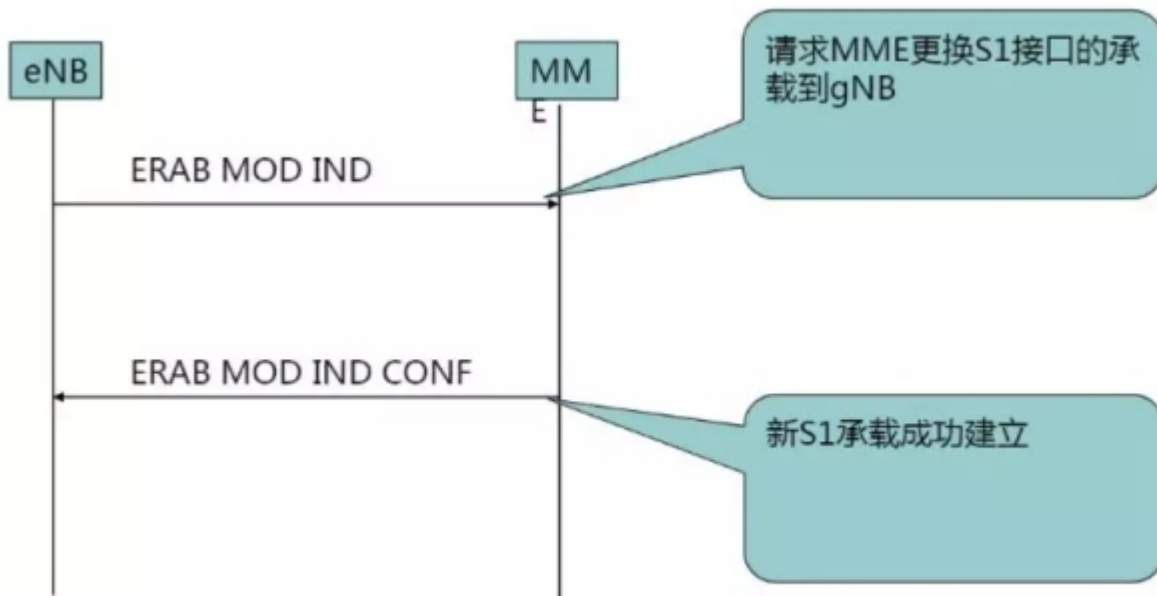 eNB
MM
E
请求MME更换S1接口的承
载到gNB
ERAB MOD IND
ERAB MOD IND CONF
新S1承载成功建立